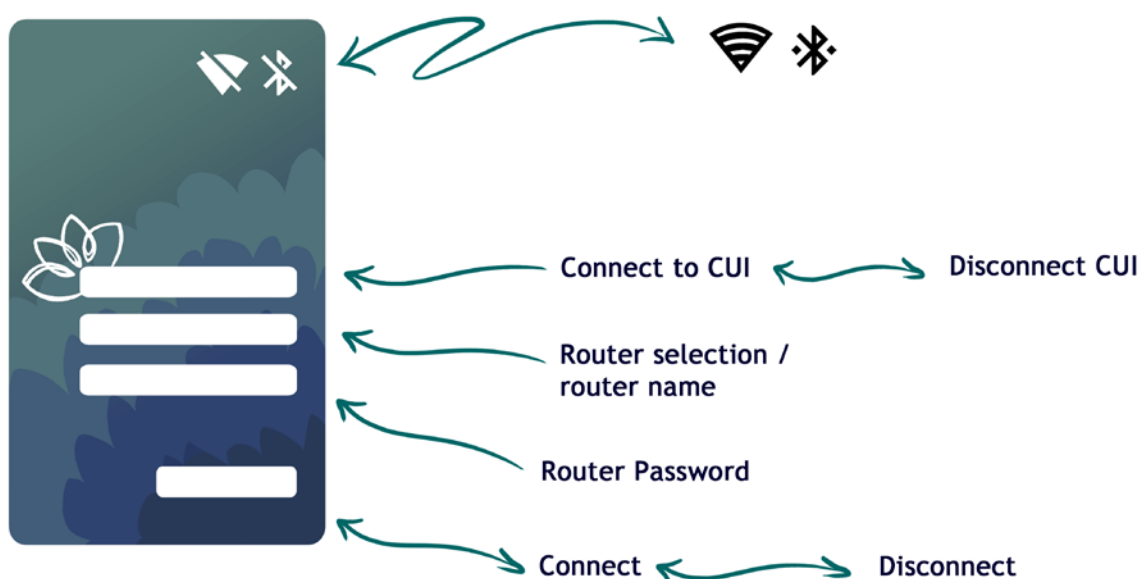 Connect to CUI
Disconnect CUI
Router selection /
router name
Router Password
Connect
Disconnect